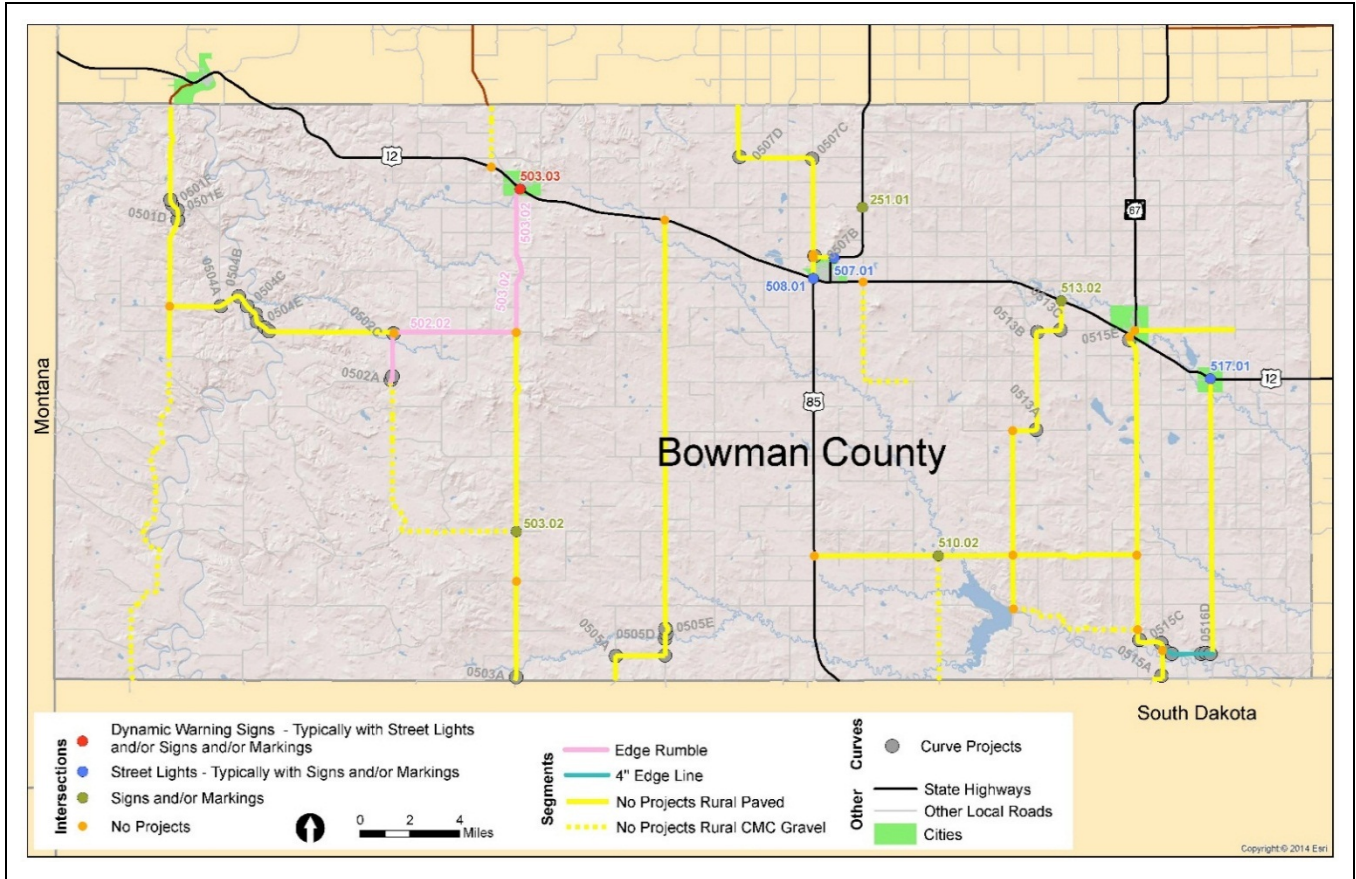 12
503.03
0507D
0507C
0501F
0501E
0501D
251.01
67
503.02
0507B
507.01
508.01
0504A
0504B
0504C
0504E
503.02
513.02
0513C
0513B
0515E
0502C
502.02
0502A
517.01
12
85
Montana
0513A
Bowman County
503.02
510.02
0505A
0505D
0505E
0515C
0516D
0515A
0503A
South Dakota
Intersections
Dynamic Warning Signs - Typically with Street Lights
and/or Signs and/or Markings
Street Lights - Typically with Signs and/or Markings
Signs and/or Markings
No Projects
0 2 4
Miles
Segments
Edge Rumble
4" Edge Line
No Projects Rural Paved
No Projects Rural CMC Gravel
Curves
Curve Projects
Other
State Highways
Other Local Roads
Cities
Copyright:© 2014 Esri